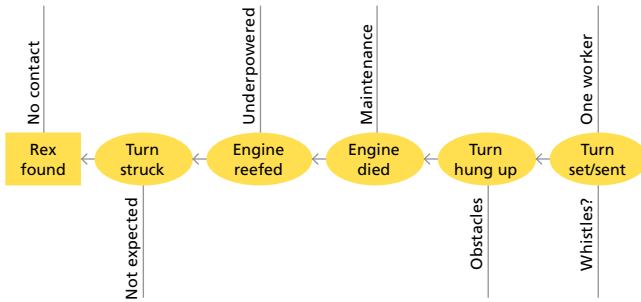 No contact
Underpowered
Maintenance
One worker
Rex
found
Turn
struck
Engine
reefed
Engine
died
Turn
hung up
Turn
set/sent
Not expected
Obstacles
Whistles?